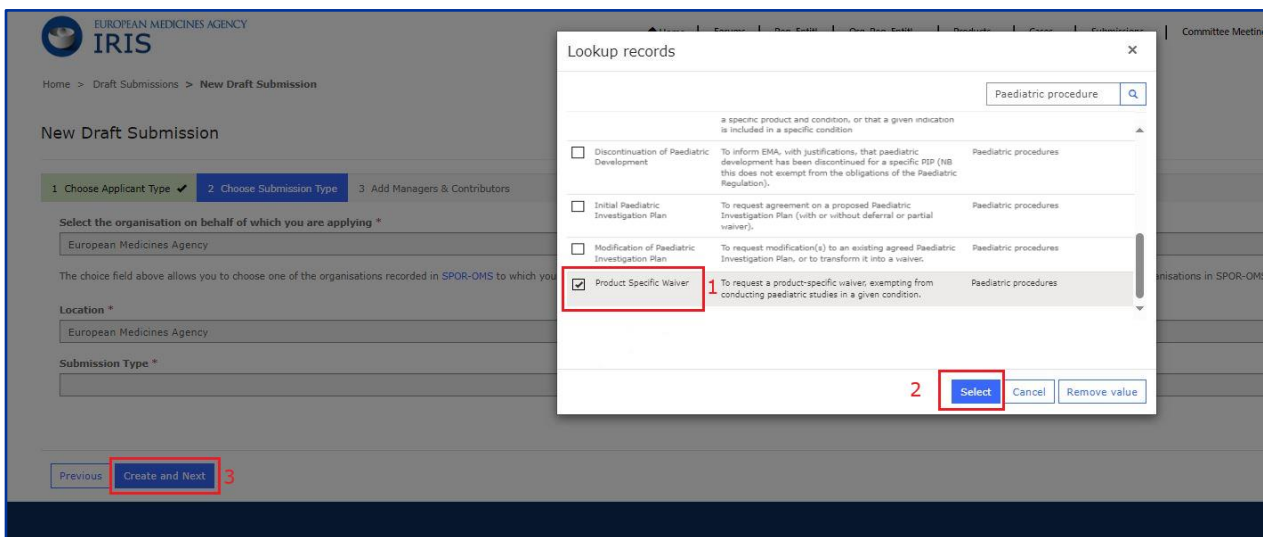 EUROPEAN MEDICINES AGENCY
IRIS
Committee Meetin
Home > Draft Submissions > New Draft Submission
New Draft Submission
1 Choose Applicant Type ✔ 2 Choose Submission Type 3 Add Managers & Contributors
Select the organisation on behalf of which you are applying *
European Medicines Agency
The choice field above allows you to choose one of the organisations recorded in SPOR-OMS to which you
anisations in SPOR-OMS
Location *
European Medicines Agency
Submission Type *
Previous Create and Next 3
Lookup records ×
Paediatric procedure
a specific product and condition, or that a given indication
is included in a specific condition
Discontinuation of Paediatric
Development
To inform EMA, with justifications, that paediatric
development has been discontinued for a specific PIP (NB
this does not exempt from the obligations of the Paediatric
Regulation).
Paediatric procedures
Initial Paediatric
Investigation Plan
To request agreement on a proposed Paediatric
Investigation Plan (with or without deferral or partial
waiver).
Paediatric procedures
Modification of Paediatric
Investigation Plan
To request modification(s) to an existing agreed Paediatric
Investigation Plan, or to transform it into a waiver.
Paediatric procedures
Product Specific Waiver 1
To request a product-specific waiver, exempting from
conducting paediatric studies in a given condition.
Paediatric procedures
2 Select Cancel Remove value